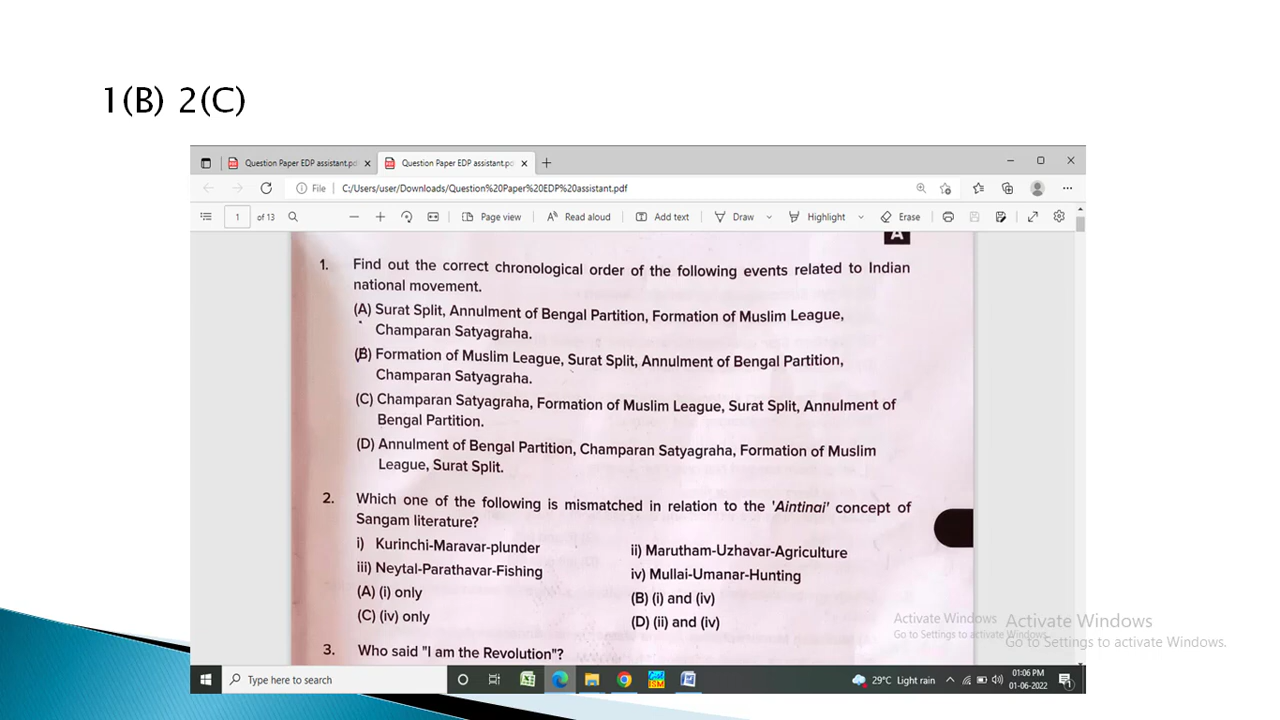 1(B) 2(C)
Question Paper EDP assistant.pd
Question Paper EDP assistant.pd
File C:/Users/user/Downloads/Question%20Paper%20EDP%20assistant.pdf
1 of 13 Page view Read aloud Add text Draw Highlight Erase
A
1. Find out the correct chronological order of the following events related to Indian
national movement.
(A) Surat Split, Annulment of Bengal Partition, Formation of Muslim League,
Champaran Satyagraha.
(B) Formation of Muslim League, Surat Split, Annulment of Bengal Partition,
Champaran Satyagraha.
(C) Champaran Satyagraha, Formation of Muslim League, Surat Split, Annulment of
Bengal Partition.
(D) Annulment of Bengal Partition, Champaran Satyagraha, Formation of Muslim
League, Surat Split.
2. Which one of the following is mismatched in relation to the 'Aintinai' concept of
Sangam literature?
i) Kurinchi-Maravar-plunder ii) Marutham-Uzhavar-Agriculture
iii) Neytal-Parathavar-Fishing iv) Mullai-Umanar-Hunting
(A) (i) only (B) (i) and (iv)
(C) (iv) only (D) (ii) and (iv)
3. Who said "I am the Revolution"?
Activate Windows
Go to Settings to activate Windows.
Activate Windows
Go to Settings to activate Windows.
Type here to search
29°C Light rain
01:06 PM
01-06-2022
1